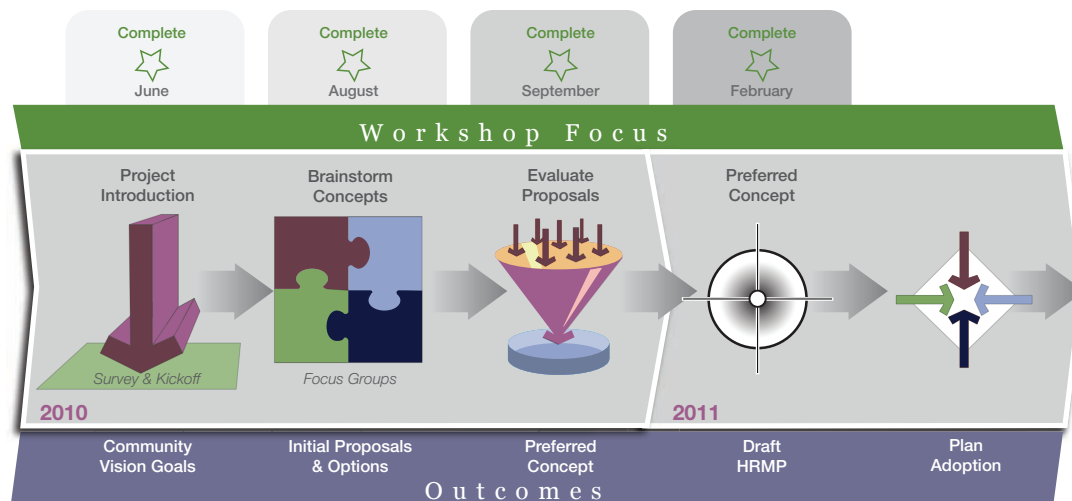 Complete
June
Complete
August
Complete
September
Complete
February
Workshop Focus
Project
Introduction
Brainstorm
Concepts
Evaluate
Proposals
Preferred
Concept
Survey & Kickoff
Focus Groups
2010
2011
Community
Vision Goals
Initial Proposals
& Options
Preferred
Concept
Draft
HRMP
Plan
Adoption
Outcomes